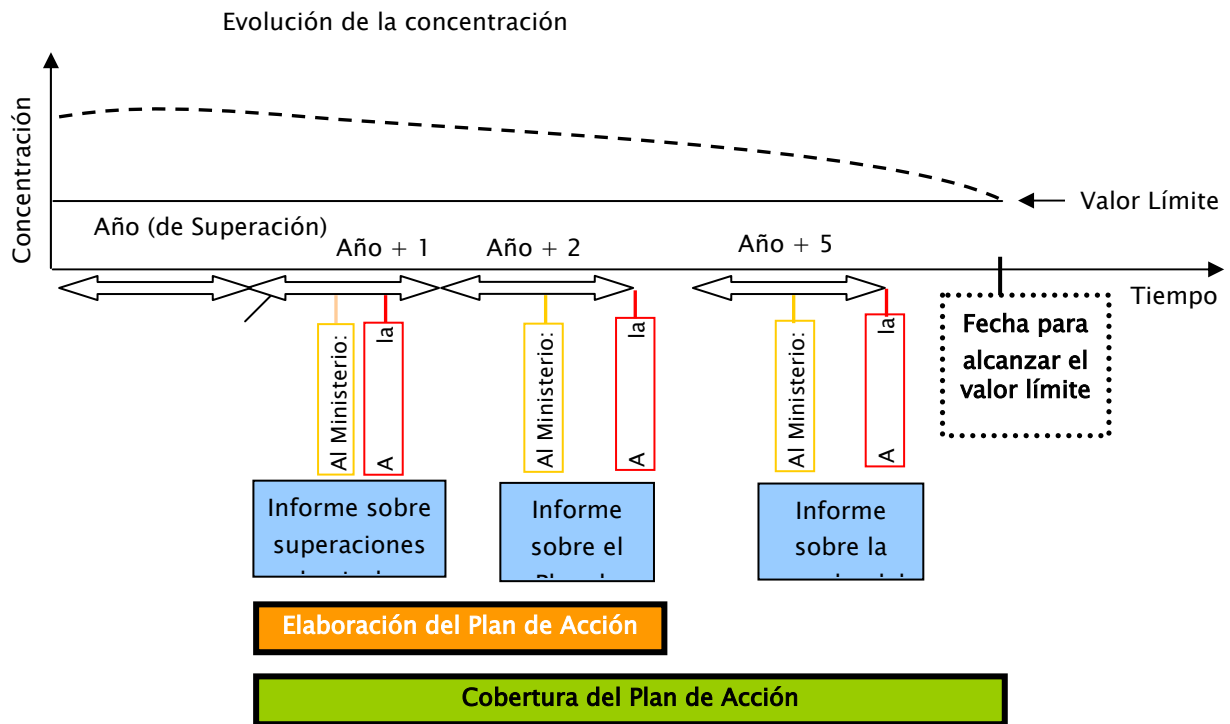 Evolución de la concentración
Concentración
Valor Límite
Año (de Superación)
Año + 1
Año + 2
Año + 5
Tiempo
Al Ministerio:
A la
Al Ministerio:
A la
Al Ministerio:
A la
Fecha para
alcanzar el
valor límite
Informe sobre
superaciones
Informe
sobre el
Informe
sobre la
Elaboración del Plan de Acción
Cobertura del Plan de Acción